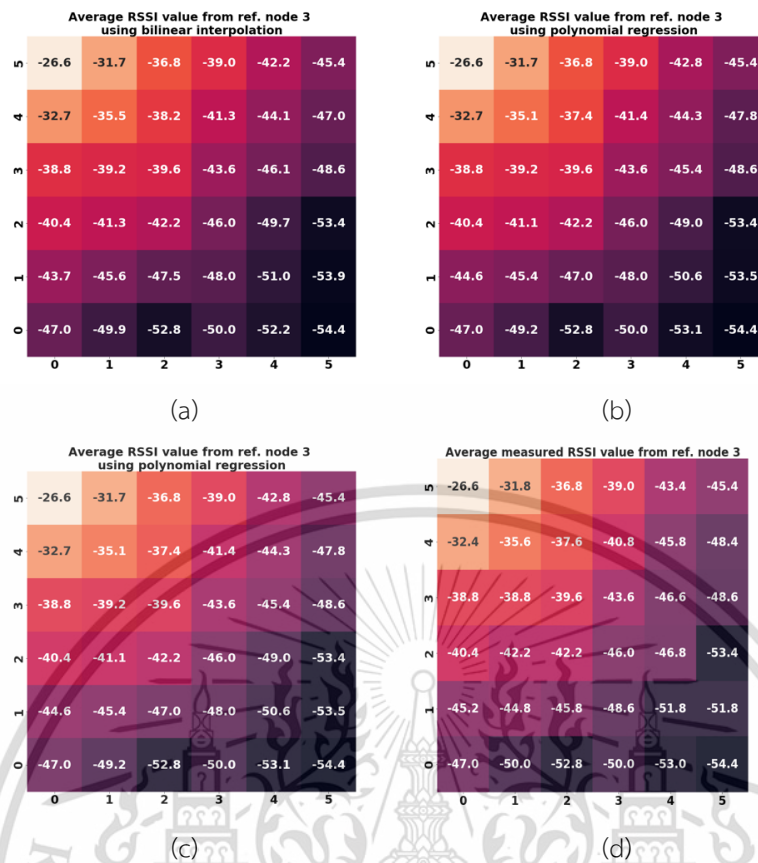 Average RSSI value from ref. node 3
using bilinear interpolation
5 -26.6 -31.7 -36.8 -39.0 -42.2 -45.4
4 -32.7 -35.5 -38.2 -41.3 -44.1 -47.0
3 -38.8 -39.2 -39.6 -43.6 -46.1 -48.6
2 -40.4 -41.3 -42.2 -46.0 -49.7 -53.4
1 -43.7 -45.6 -47.5 -48.0 -51.0 -53.9
0 -47.0 -49.9 -52.8 -50.0 -52.2 -54.4
0 1 2 3 4 5
(a)
Average RSSI value from ref. node 3
using polynomial regression
5 -26.6 -31.7 -36.8 -39.0 -42.8 -45.4
4 -32.7 -35.1 -37.4 -41.4 -44.3 -47.8
3 -38.8 -39.2 -39.6 -43.6 -45.4 -48.6
2 -40.4 -41.1 -42.2 -46.0 -49.0 -53.4
1 -44.6 -45.4 -47.0 -48.0 -50.6 -53.5
0 -47.0 -49.2 -52.8 -50.0 -53.1 -54.4
0 1 2 3 4 5
(b)
Average RSSI value from ref. node 3
using polynomial regression
5 -26.6 -31.7 -36.8 -39.0 -42.8 -45.4
4 -32.7 -35.1 -37.4 -41.4 -44.3 -47.8
3 -38.8 -39.2 -39.6 -43.6 -45.4 -48.6
2 -40.4 -41.1 -42.2 -46.0 -49.0 -53.4
1 -44.6 -45.4 -47.0 -48.0 -50.6 -53.5
0 -47.0 -49.2 -52.8 -50.0 -53.1 -54.4
0 1 2 3 4 5
(c)
Average measured RSSI value from ref. node 3
5 -26.6 -31.8 -36.8 -39.0 -43.4 -45.4
4 -32.4 -35.6 -37.6 -40.8 -45.8 -48.4
3 -38.8 -38.8 -39.6 -43.6 -46.6 -48.6
2 -40.4 -42.2 -42.2 -46.0 -46.8 -53.4
1 -45.2 -44.8 -45.8 -48.6 -51.8 -51.8
0 -47.0 -50.0 -52.8 -50.0 -53.0 -54.4
0 1 2 3 4 5
(d)